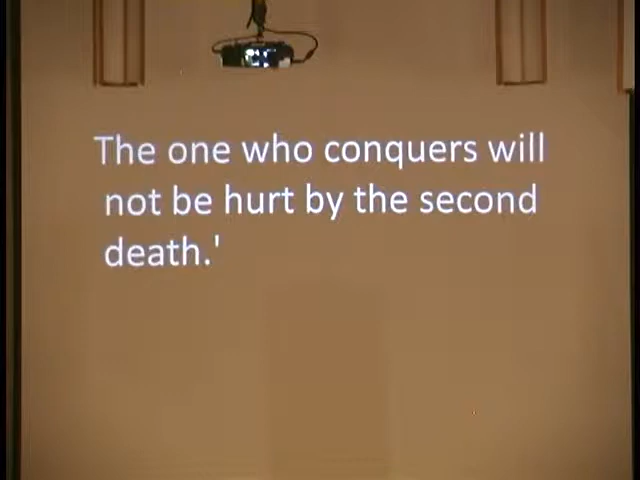 The one who conquers will
not be hurt by the second
death.'